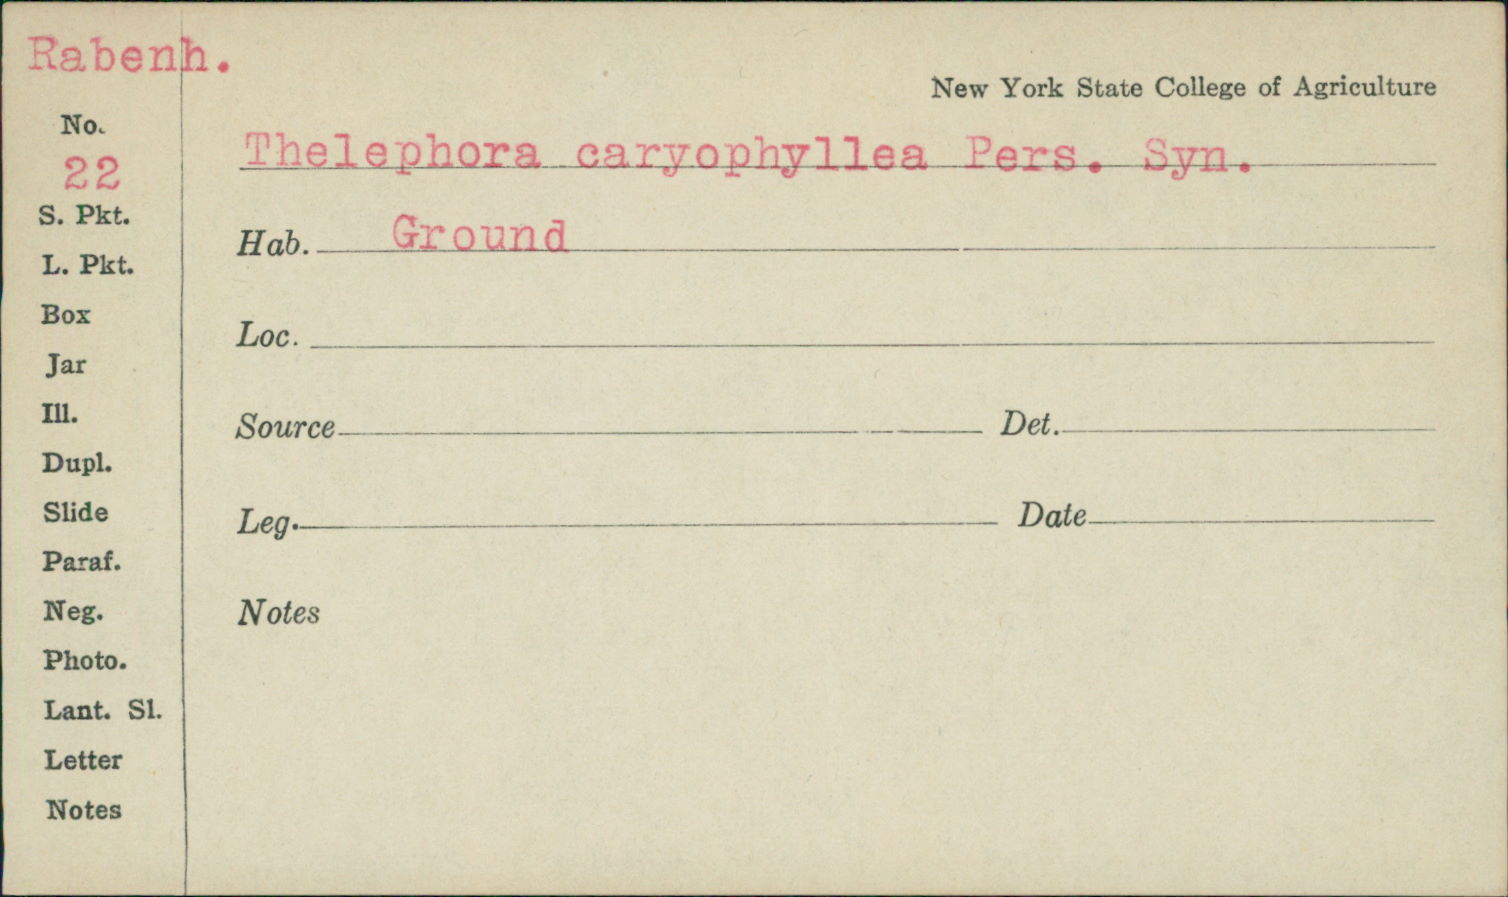 Rabenh.
New York State College of Agriculture
No.
22
Thelephora caryophyllea Pers. Syn.
S. Pkt.
Hab. Ground
L. Pkt.
Box
Loc.
Jar
Ill.
Source Det.
Dupl.
Slide
Leg. Date
Paraf.
Neg.
Notes
Photo.
Lant. Sl.
Letter
Notes